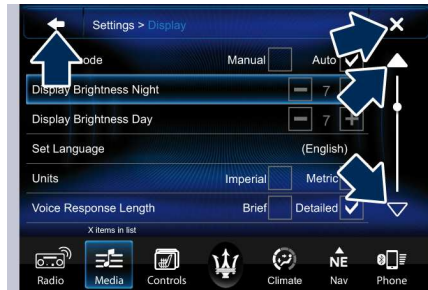 Settings > Display
ode Manual Auto
Display Brightness Night 7
Display Brightness Day 7 +
Set Language (English)
Units Imperial Metric
Voice Response Length Brief Detailed
X items in list
Radio Media Controls Climate Nav Phone
NE